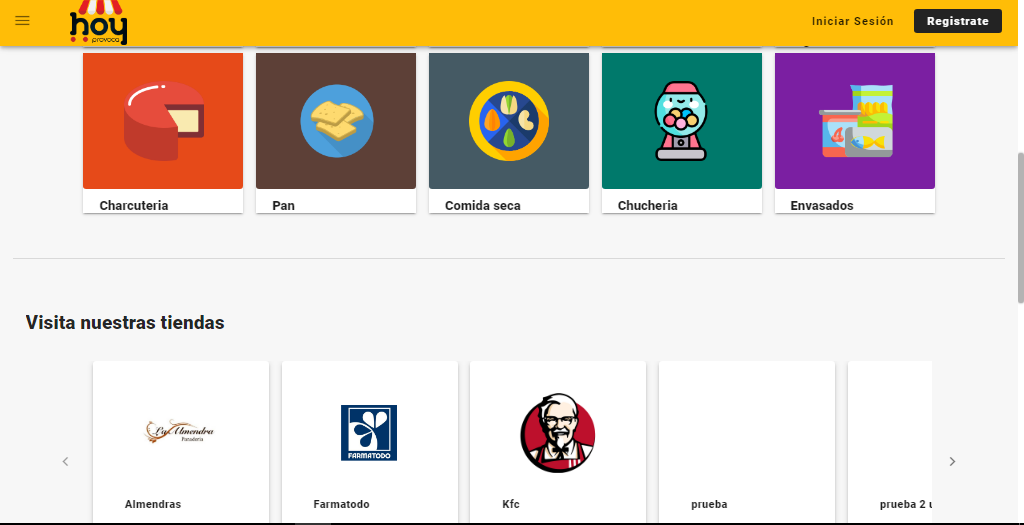 hoy
provoca
Iniciar Sesión
Registrate
Charcuteria
Pan
Comida seca
Chucheria
Envasados
Visita nuestras tiendas
La Almendra
Panadería
FARMATODO
Almendras
Farmatodo
Kfc
prueba
prueba 2